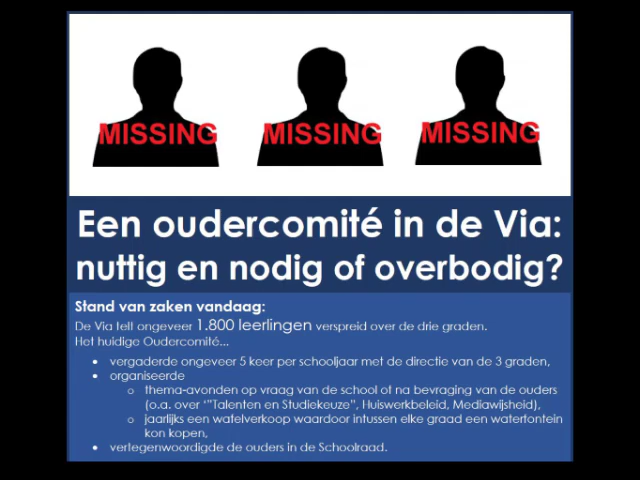 MISSING MISSING MISSING
Een oudercomité in de Via:
nuttig en nodig of overbodig?
Stand van zaken vandaag:
De Via telt ongeveer 1.800 leerlingen verspreid over de drie graden.
Het huidige Oudercomité...
• vergaderde ongeveer 5 keer per schooljaar met de directie van de 3 graden,
• organiseerde
o thema-avonden op vraag van de school of na bevraging van de ouders
(o.a. over ‘”Talenten en Studiekeuze”, Huiswerkbeleid, Mediawijsheid),
o jaarlijks een wafelverkoop waardoor intussen elke graad een waterfontein
kon kopen,
• vertegenwoordigde de ouders in de Schoolraad.